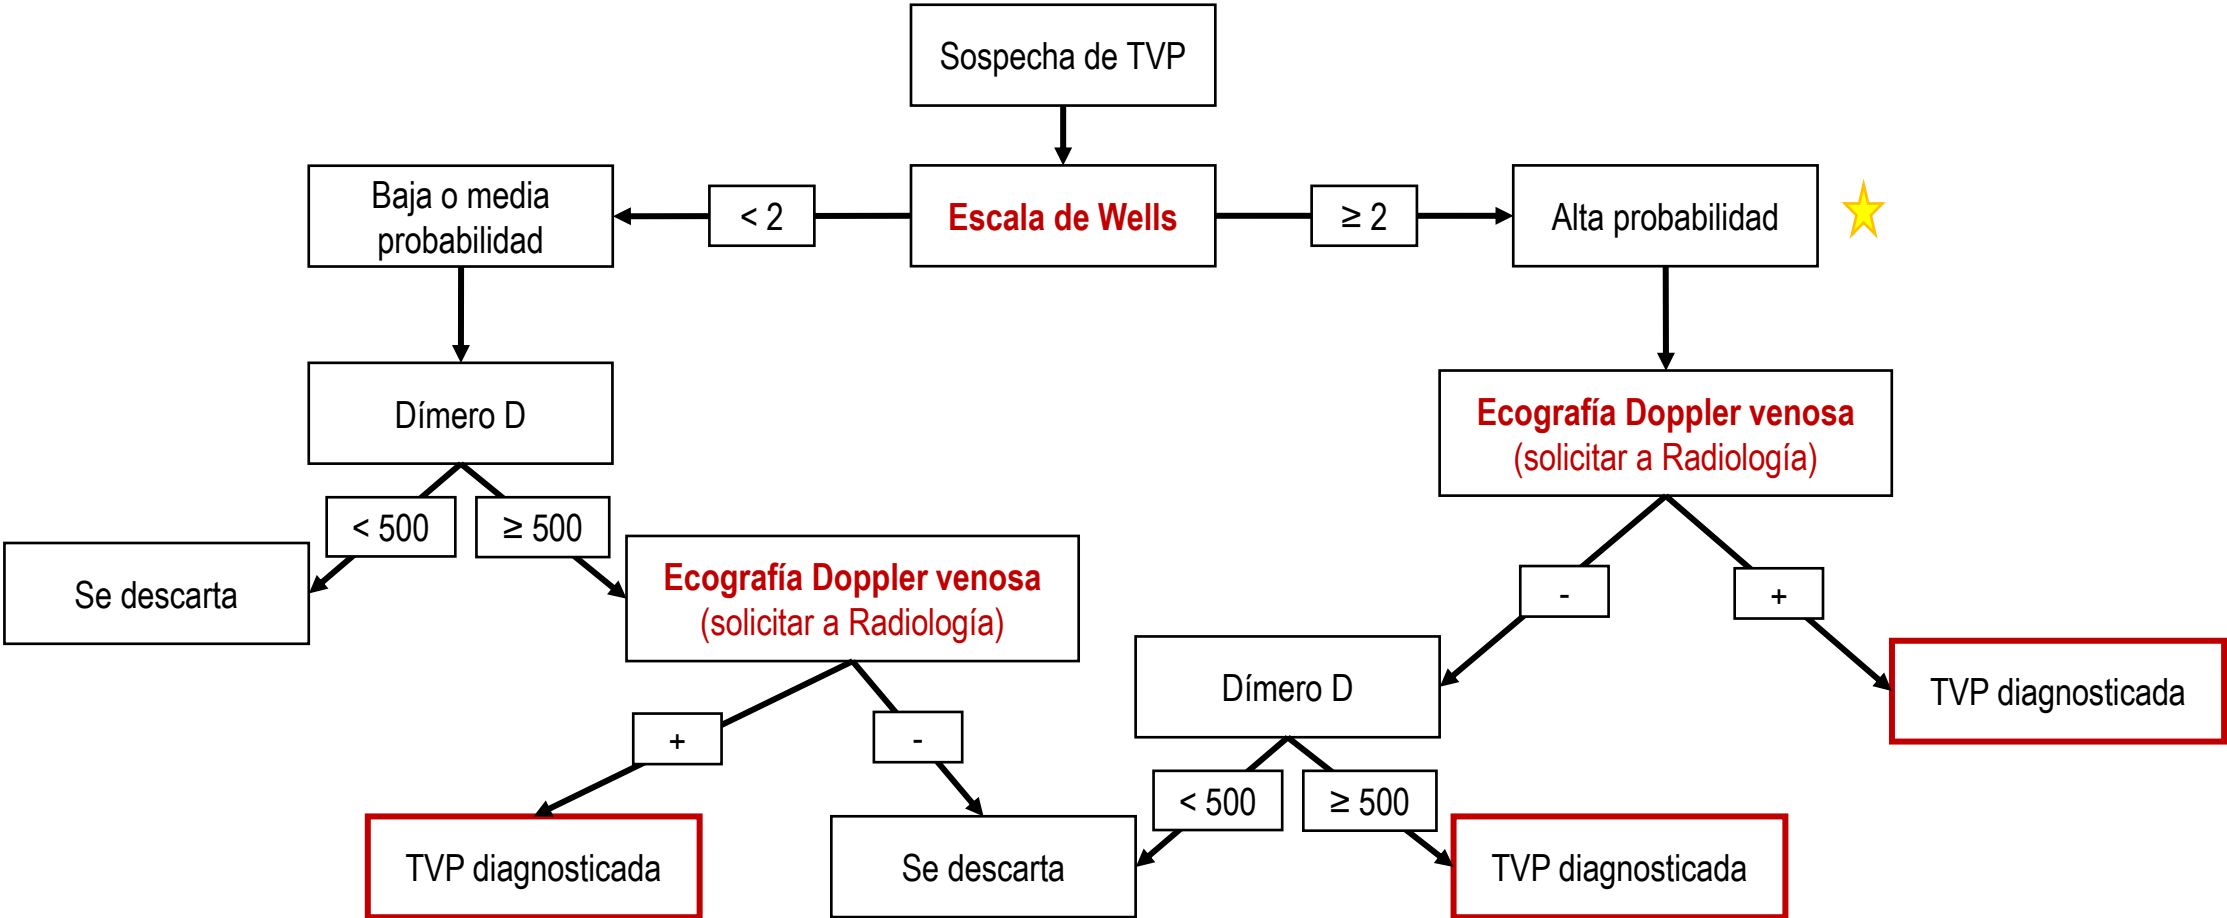 Sospecha de TVP
Baja o media
probabilidad
< 2
Escala de Wells
≥ 2
Alta probabilidad
Dímero D
Ecografía Doppler venosa
(solicitar a Radiología)
< 500
≥ 500
Se descarta
Ecografía Doppler venosa
(solicitar a Radiología)
-
+
Dímero D
TVP diagnosticada
+
-
< 500
≥ 500
TVP diagnosticada
Se descarta
TVP diagnosticada